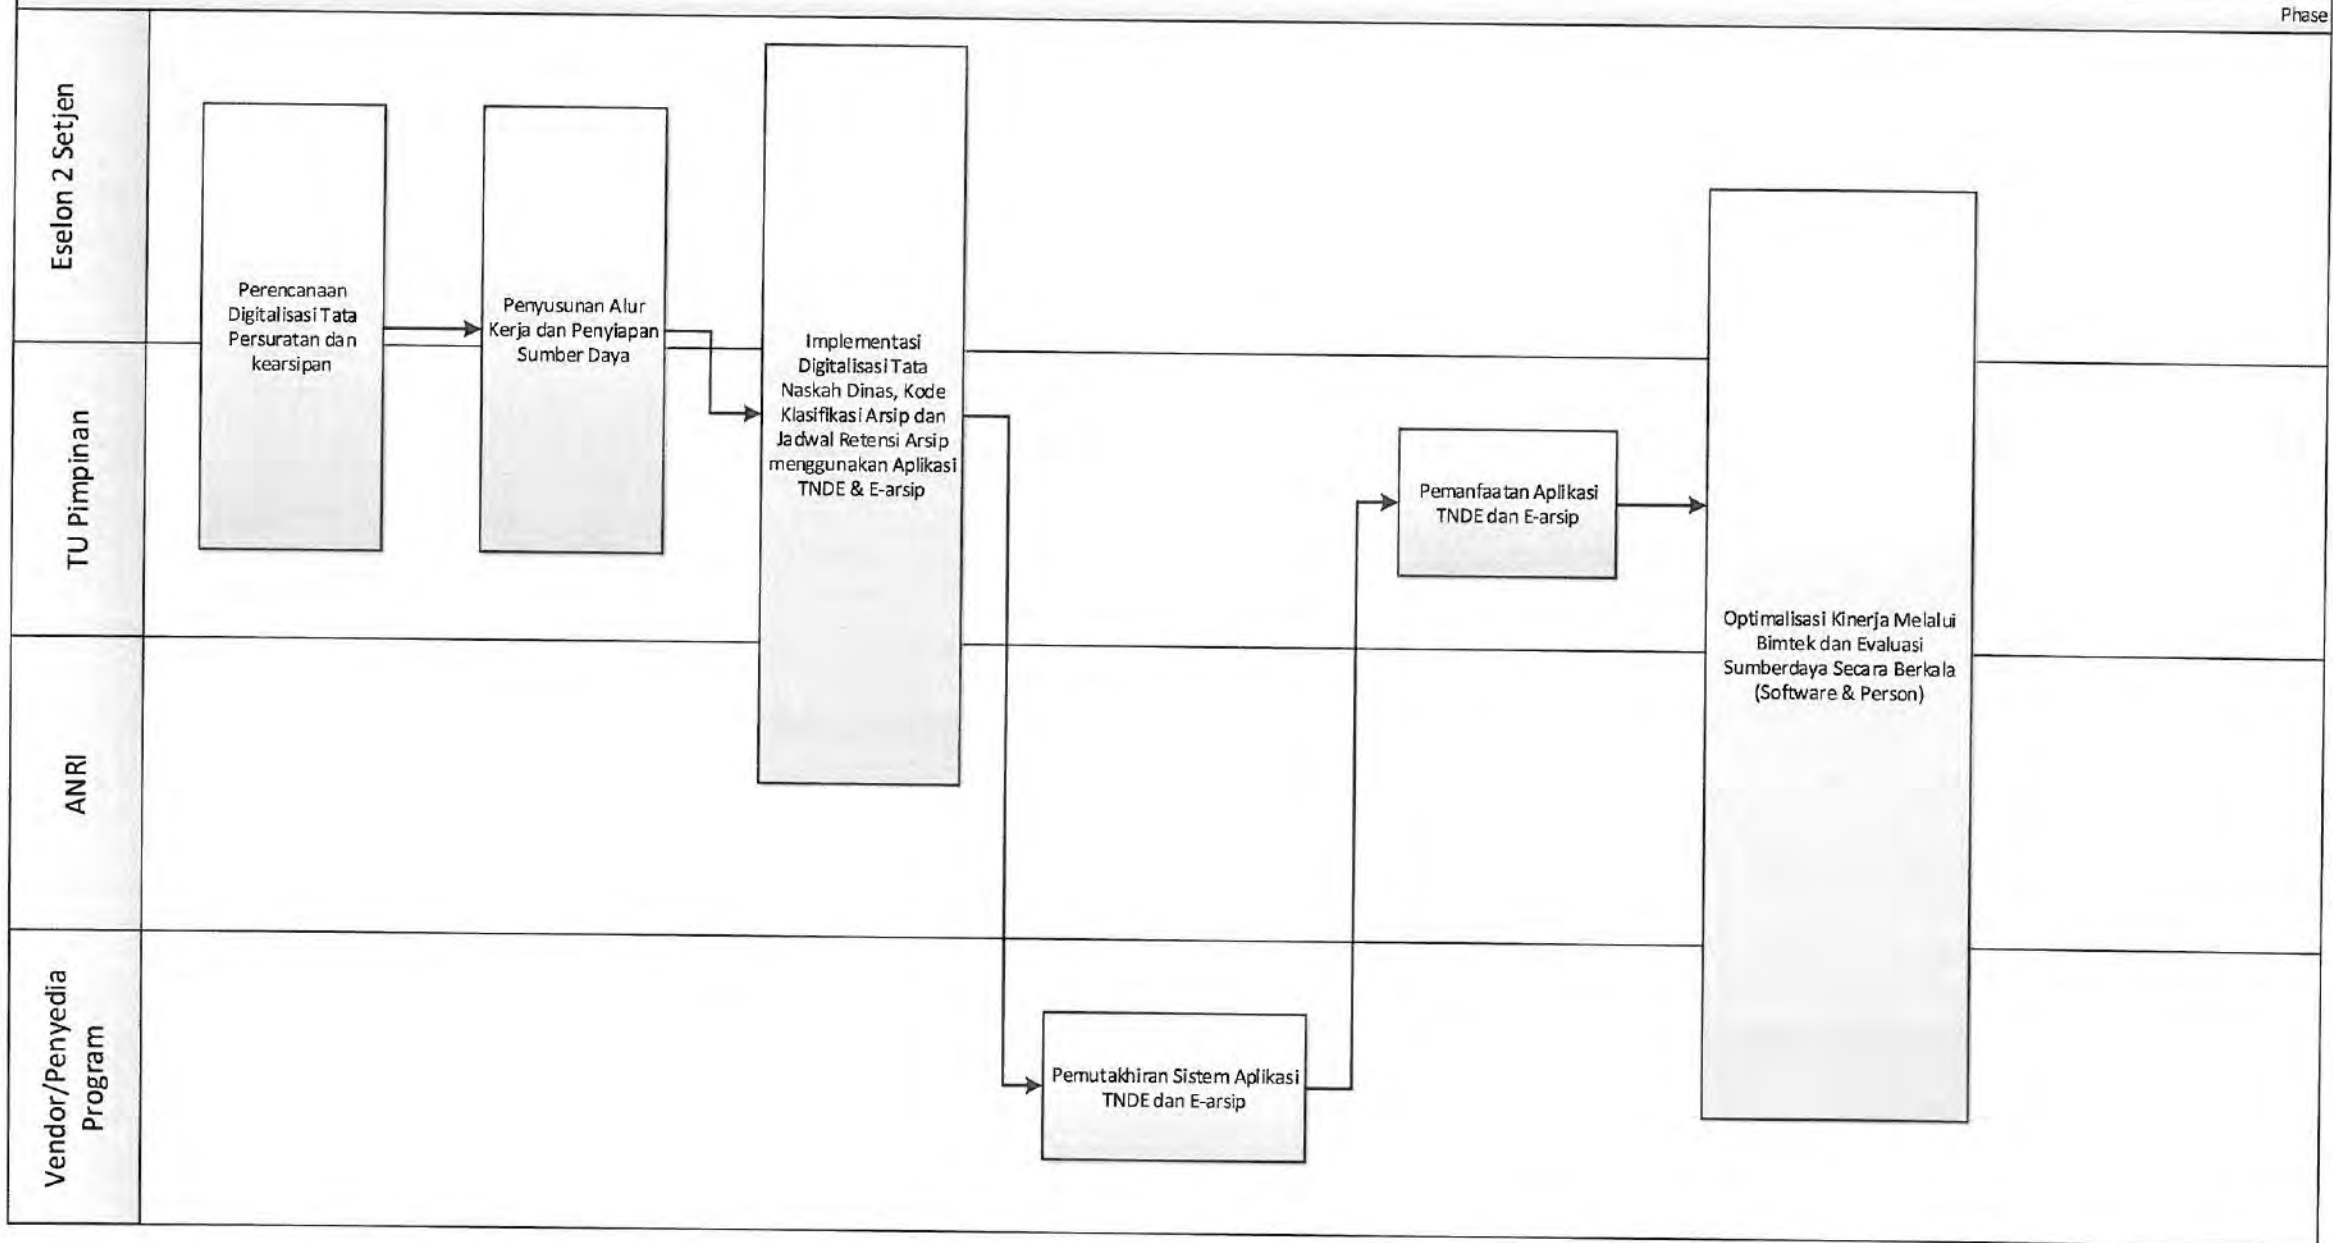 Phase
Eselon 2 Setjen
TU Pimpinan
ANRI
Vendor/Penyedia
Program
Perencanaan
Digitalisasi Tata
Persuratan dan
kearsipan
Penyusunan Alur
Kerja dan Penyiapan
Sumber Daya
Implementasi
Digitalisasi Tata
Naskah Dinas, Kode
Klasifikasi Arsip dan
Jadwal Retensi Arsip
menggunakan Aplikasi
TNDE & E-arsip
Pemutakhiran Sistem Aplikasi
TNDE dan E-arsip
Pemanfaatan Aplikasi
TNDE dan E-arsip
Optimalisasi Kinerja Melalui
Bimtek dan Evaluasi
Sumberdaya Secara Berkala
(Software & Person)